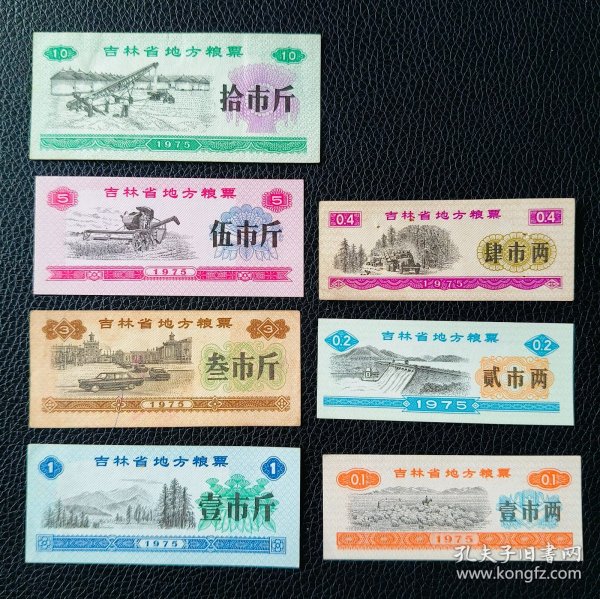 吉林省地方粮票
10 10
拾市斤
1975
吉林省地方粮票
5 5
伍市斤
1975
吉林省地方粮票
3 3
叁市斤
1975
吉林省地方粮票
1 1
壹市斤
1975
吉林省地方粮票
0.4 0.4
肆市两
1975
吉林省地方粮票
0.2 0.2
贰市两
1975
吉林省地方粮票
0.1 0.1
壹市两
1975
孔夫子旧书网
www.kongfz.com